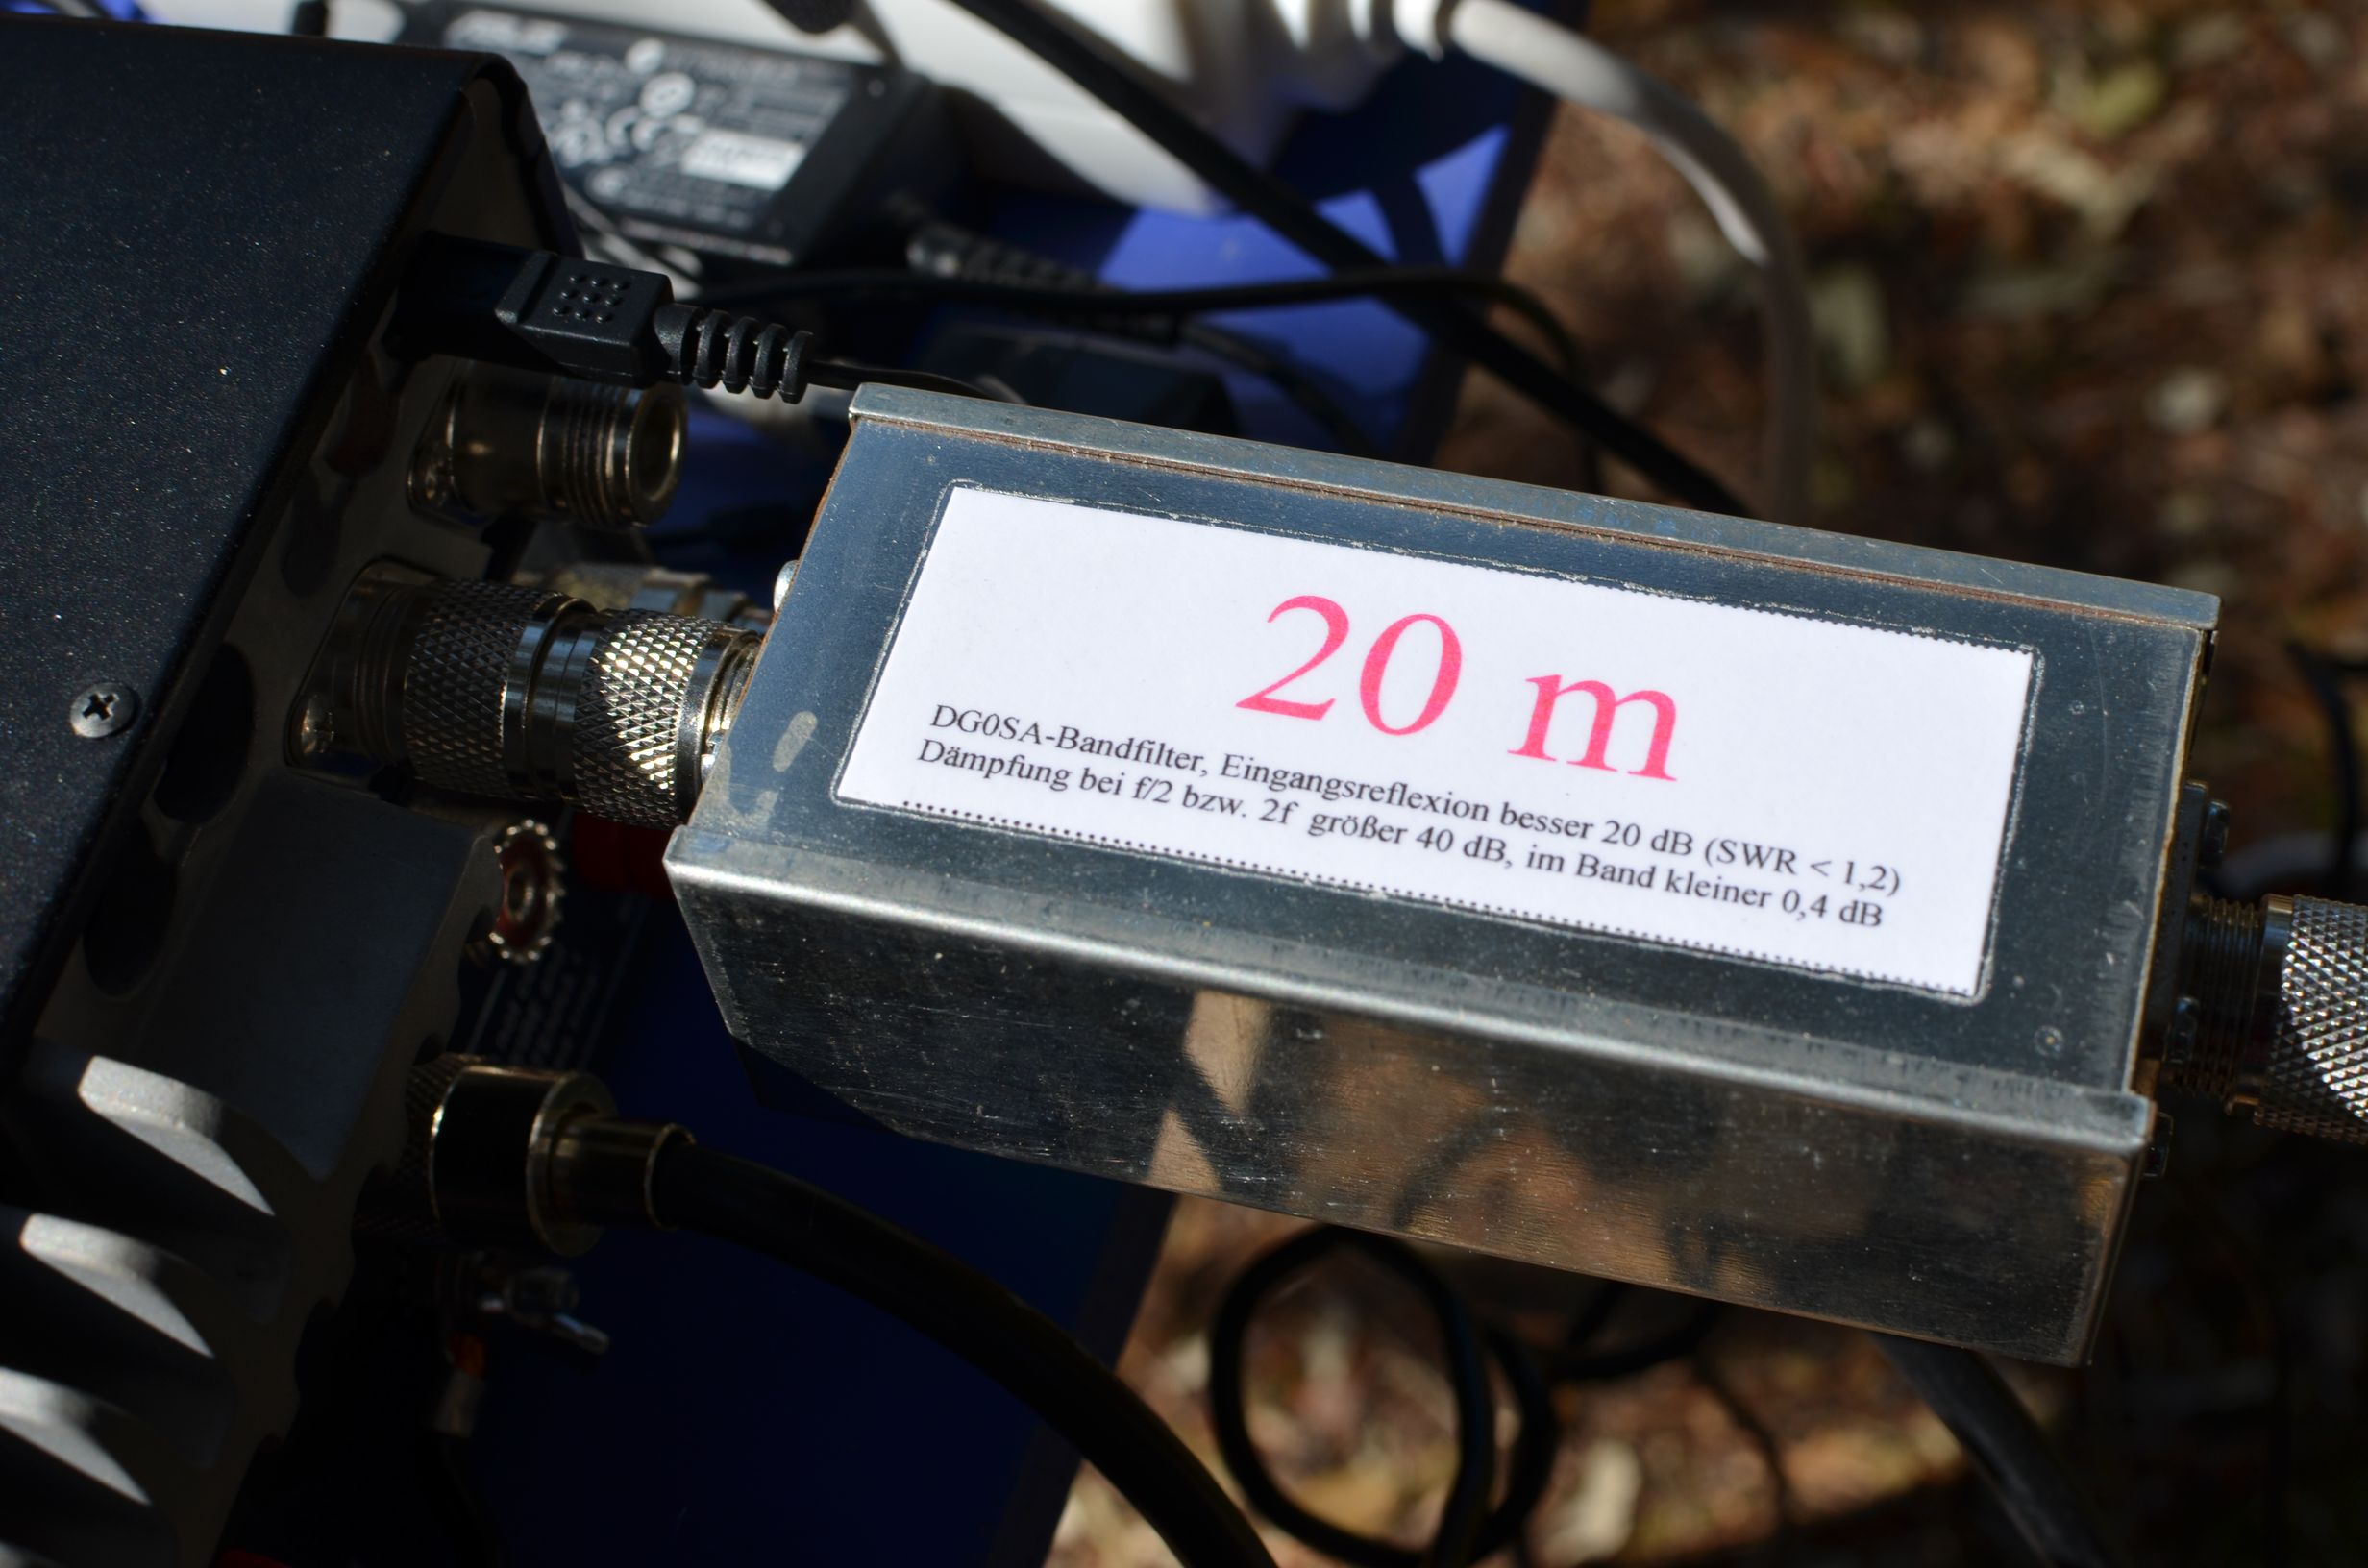 20 m
DG0SA-Bandfilter, Eingangsreflexion besser 20 dB (SWR < 1,2)
Dämpfung bei f/2 bzw. 2f größer 40 dB, im Band kleiner 0,4 dB